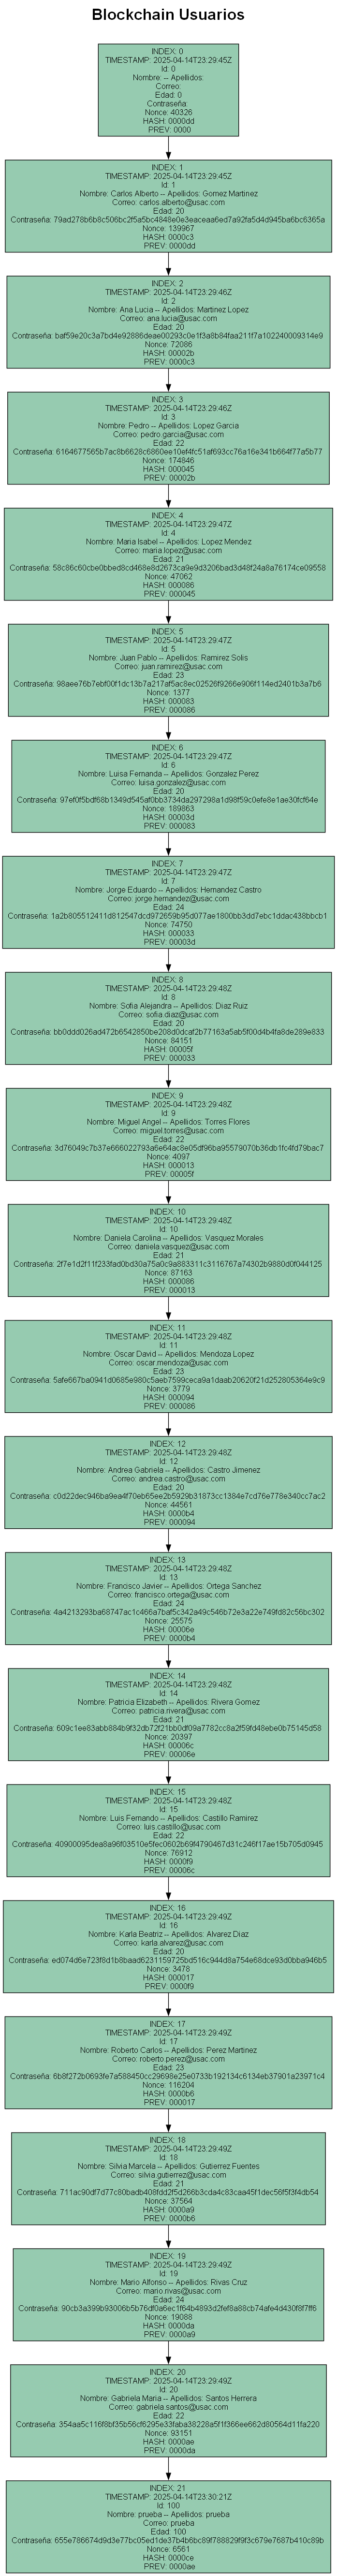 Blockchain Usuarios
INDEX: 0
TIMESTAMP: 2025-04-14T23:29:45Z
Id: 0
Nombre: -- Apellidos:
Correo:
Edad: 0
Contraseña:
Nonce: 40326
HASH: 0000dd
PREV: 0000
INDEX: 1
TIMESTAMP: 2025-04-14T23:29:45Z
Id: 1
Nombre: Carlos Alberto -- Apellidos: Gomez Martinez
Correo: carlos.alberto@usac.com
Edad: 20
Contraseña:
Nonce: 139967
HASH: 0000c3
PREV: 0000dd
INDEX: 2
TIMESTAMP: 2025-04-14T23:29:46Z
Id: 2
Nombre: Ana Lucia -- Apellidos: Martinez Lopez
Correo: ana.lucia@usac.com
Edad: 20
Contraseña:
Nonce: 72086
HASH: 00002b
PREV: 0000c3
INDEX: 3
TIMESTAMP: 2025-04-14T23:29:46Z
Id: 3
Nombre: Pedro -- Apellidos: Lopez Garcia
Correo: pedro.garcia@usac.com
Edad: 22
Contraseña:
Nonce: 174846
HASH: 000045
PREV: 00002b
INDEX: 4
TIMESTAMP: 2025-04-14T23:29:47Z
Id: 4
Nombre: Maria Isabel -- Apellidos: Lopez Mendez
Correo: maria.lopez@usac.com
Edad: 21
Contraseña:
Nonce: 47062
HASH: 000086
PREV: 000045
INDEX: 5
TIMESTAMP: 2025-04-14T23:29:47Z
Id: 5
Nombre: Juan Pablo -- Apellidos: Ramirez Solis
Correo: juan.ramirez@usac.com
Edad: 23
Contraseña:
Nonce: 1377
HASH: 000083
PREV: 000086
INDEX: 6
TIMESTAMP: 2025-04-14T23:29:47Z
Id: 6
Nombre: Luisa Fernanda -- Apellidos: Gonzalez Perez
Correo: luisa.gonzalez@usac.com
Edad: 20
Contraseña:
Nonce: 189863
HASH: 00003d
PREV: 000083
INDEX: 7
TIMESTAMP: 2025-04-14T23:29:47Z
Id: 7
Nombre: Jorge Eduardo -- Apellidos: Hernandez Castro
Correo: jorge.hernandez@usac.com
Edad: 24
Contraseña:
Nonce: 74750
HASH: 000033
PREV: 00003d
INDEX: 8
TIMESTAMP: 2025-04-14T23:29:48Z
Id: 8
Nombre: Sofia Alejandra -- Apellidos: Diaz Ruiz
Correo: sofia.diaz@usac.com
Edad: 20
Contraseña:
Nonce: 84151
HASH: 00005f
PREV: 000033
INDEX: 9
TIMESTAMP: 2025-04-14T23:29:48Z
Id: 9
Nombre: Miguel Angel -- Apellidos: Torres Flores
Correo: miguel.torres@usac.com
Edad: 22
Contraseña:
Nonce: 4097
HASH: 000013
PREV: 00005f
INDEX: 10
TIMESTAMP: 2025-04-14T23:29:48Z
Id: 10
Nombre: Daniela Carolina -- Apellidos: Vasquez Morales
Correo: daniela.vasquez@usac.com
Edad: 21
Contraseña:
Nonce: 87163
HASH: 000086
PREV: 000013
INDEX: 11
TIMESTAMP: 2025-04-14T23:29:48Z
Id: 11
Nombre: Oscar David -- Apellidos: Mendoza Lopez
Correo: oscar.mendoza@usac.com
Edad: 23
Contraseña:
Nonce: 3779
HASH: 000094
PREV: 000086
INDEX: 12
TIMESTAMP: 2025-04-14T23:29:48Z
Id: 12
Nombre: Andrea Gabriela -- Apellidos: Castro Jimenez
Correo: andrea.castro@usac.com
Edad: 20
Contraseña:
Nonce: 44561
HASH: 0000b4
PREV: 000094
INDEX: 13
TIMESTAMP: 2025-04-14T23:29:48Z
Id: 13
Nombre: Francisco Javier -- Apellidos: Ortega Sanchez
Correo: francisco.ortega@usac.com
Edad: 24
Contraseña:
Nonce: 25575
HASH: 00006e
PREV: 0000b4
INDEX: 14
TIMESTAMP: 2025-04-14T23:29:48Z
Id: 14
Nombre: Patricia Elizabeth -- Apellidos: Rivera Gomez
Correo: patricia.rivera@usac.com
Edad: 21
Contraseña:
Nonce: 20397
HASH: 00006c
PREV: 00006e
INDEX: 15
TIMESTAMP: 2025-04-14T23:29:48Z
Id: 15
Nombre: Luis Fernando -- Apellidos: Castillo Ramirez
Correo: luis.castillo@usac.com
Edad: 22
Contraseña:
Nonce: 76912
HASH: 0000f9
PREV: 00006c
INDEX: 16
TIMESTAMP: 2025-04-14T23:29:49Z
Id: 16
Nombre: Karla Beatriz -- Apellidos: Alvarez Diaz
Correo: karla.alvarez@usac.com
Edad: 20
Contraseña:
Nonce: 3478
HASH: 000017
PREV: 0000f9
INDEX: 17
TIMESTAMP: 2025-04-14T23:29:49Z
Id: 17
Nombre: Roberto Carlos -- Apellidos: Perez Martinez
Correo: roberto.perez@usac.com
Edad: 23
Contraseña:
Nonce: 116204
HASH: 0000b6
PREV: 000017
INDEX: 18
TIMESTAMP: 2025-04-14T23:29:49Z
Id: 18
Nombre: Silvia Marcela -- Apellidos: Gutierrez Fuentes
Correo: silvia.gutierrez@usac.com
Edad: 21
Contraseña:
Nonce: 37564
HASH: 0000a9
PREV: 0000b6
INDEX: 19
TIMESTAMP: 2025-04-14T23:29:49Z
Id: 19
Nombre: Mario Alfonso -- Apellidos: Rivas Cruz
Correo: mario.rivas@usac.com
Edad: 24
Contraseña:
Nonce: 19088
HASH: 0000da
PREV: 0000a9
INDEX: 20
TIMESTAMP: 2025-04-14T23:29:49Z
Id: 20
Nombre: Gabriela Maria -- Apellidos: Santos Herrera
Correo: gabriela.santos@usac.com
Edad: 22
Contraseña:
Nonce: 93151
HASH: 0000ae
PREV: 0000da
INDEX: 21
TIMESTAMP: 2025-04-14T23:30:21Z
Id: 100
Nombre: prueba -- Apellidos: prueba
Correo: prueba
Edad: 100
Contraseña:
Nonce: 6561
HASH: 0000ce
PREV: 0000ae